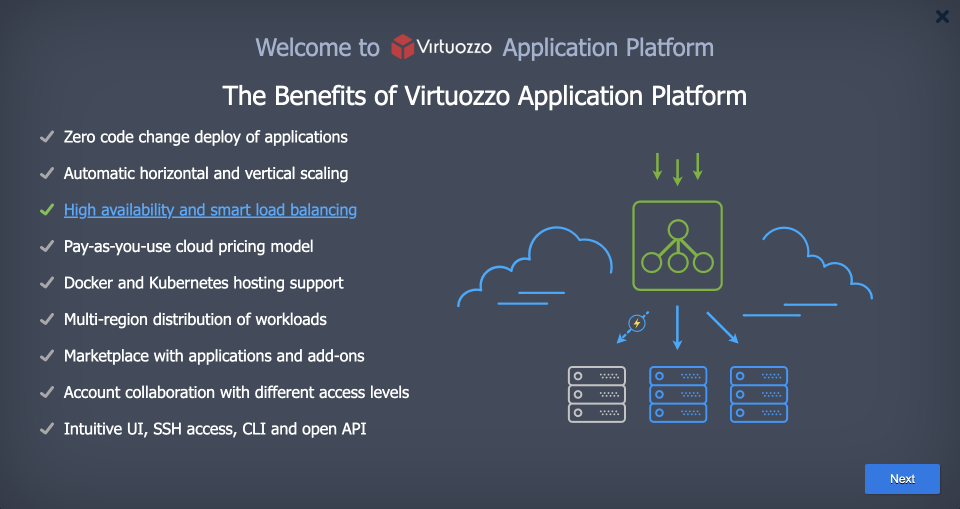 Welcome to Virtuozzo Application Platform
The Benefits of Virtuozzo Application Platform
Zero code change deploy of applications
Automatic horizontal and vertical scaling
High availability and smart load balancing
Pay-as-you-use cloud pricing model
Docker and Kubernetes hosting support
Multi-region distribution of workloads
Marketplace with applications and add-ons
Account collaboration with different access levels
Intuitive UI, SSH access, CLI and open API
Next